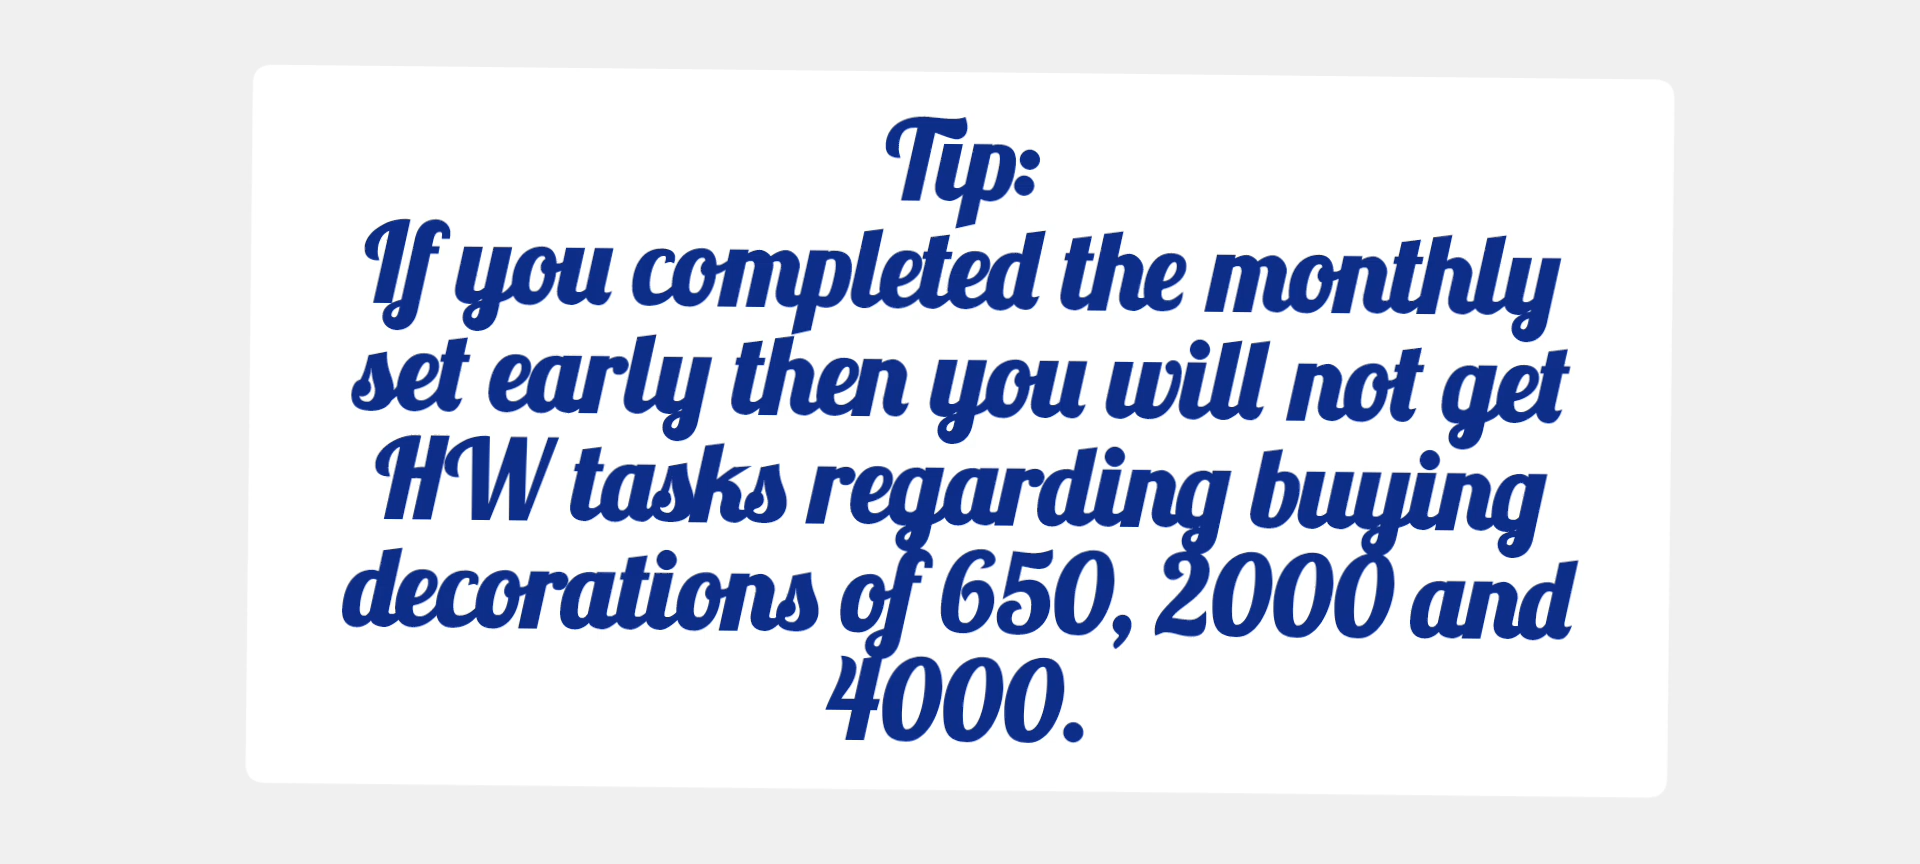 Tip:
If you completed the monthly
set early then you will not get
HW tasks regarding buying
decorations of 650, 2000 and
4000.